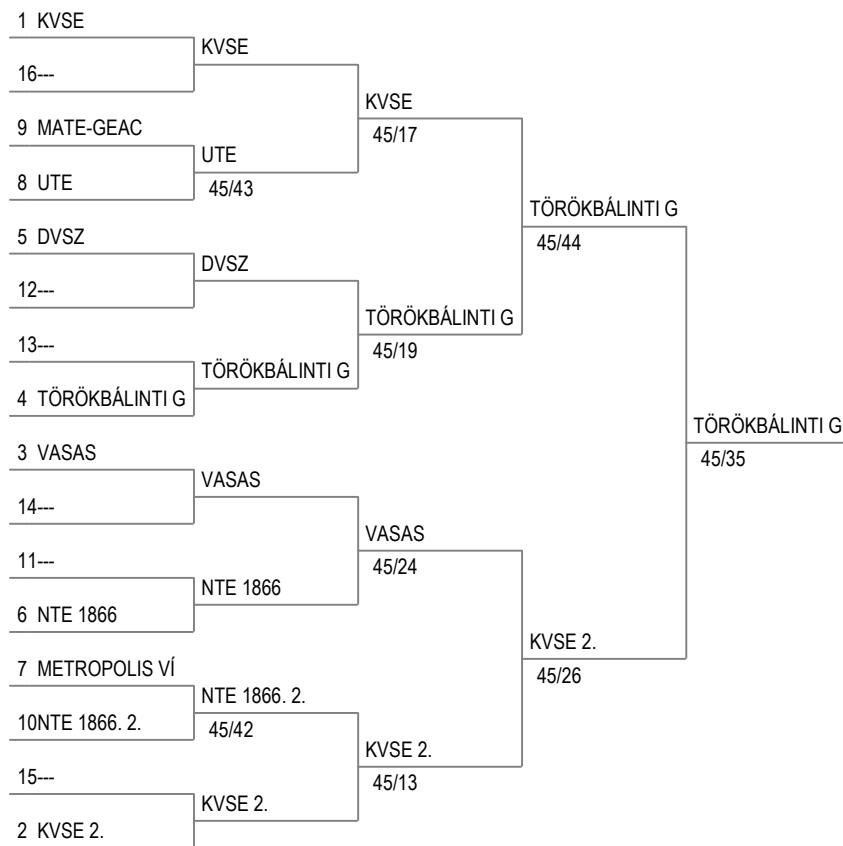 1 KVSE
KVSE
16---
KVSE
45/17
9 MATE-GEAC
UTE
45/43
8 UTE
TÖRÖKBÁLINTI G
45/44
5 DVSZ
DVSZ
12---
TÖRÖKBÁLINTI G
45/19
13---
TÖRÖKBÁLINTI G
4 TÖRÖKBÁLINTI G
TÖRÖKBÁLINTI G
45/35
3 VASAS
VASAS
14---
VASAS
45/24
11---
NTE 1866
6 NTE 1866
KVSE 2.
45/26
7 METROPOLIS VÍ
NTE 1866. 2.
45/42
10NTE 1866. 2.
KVSE 2.
45/13
15---
KVSE 2.
2 KVSE 2.